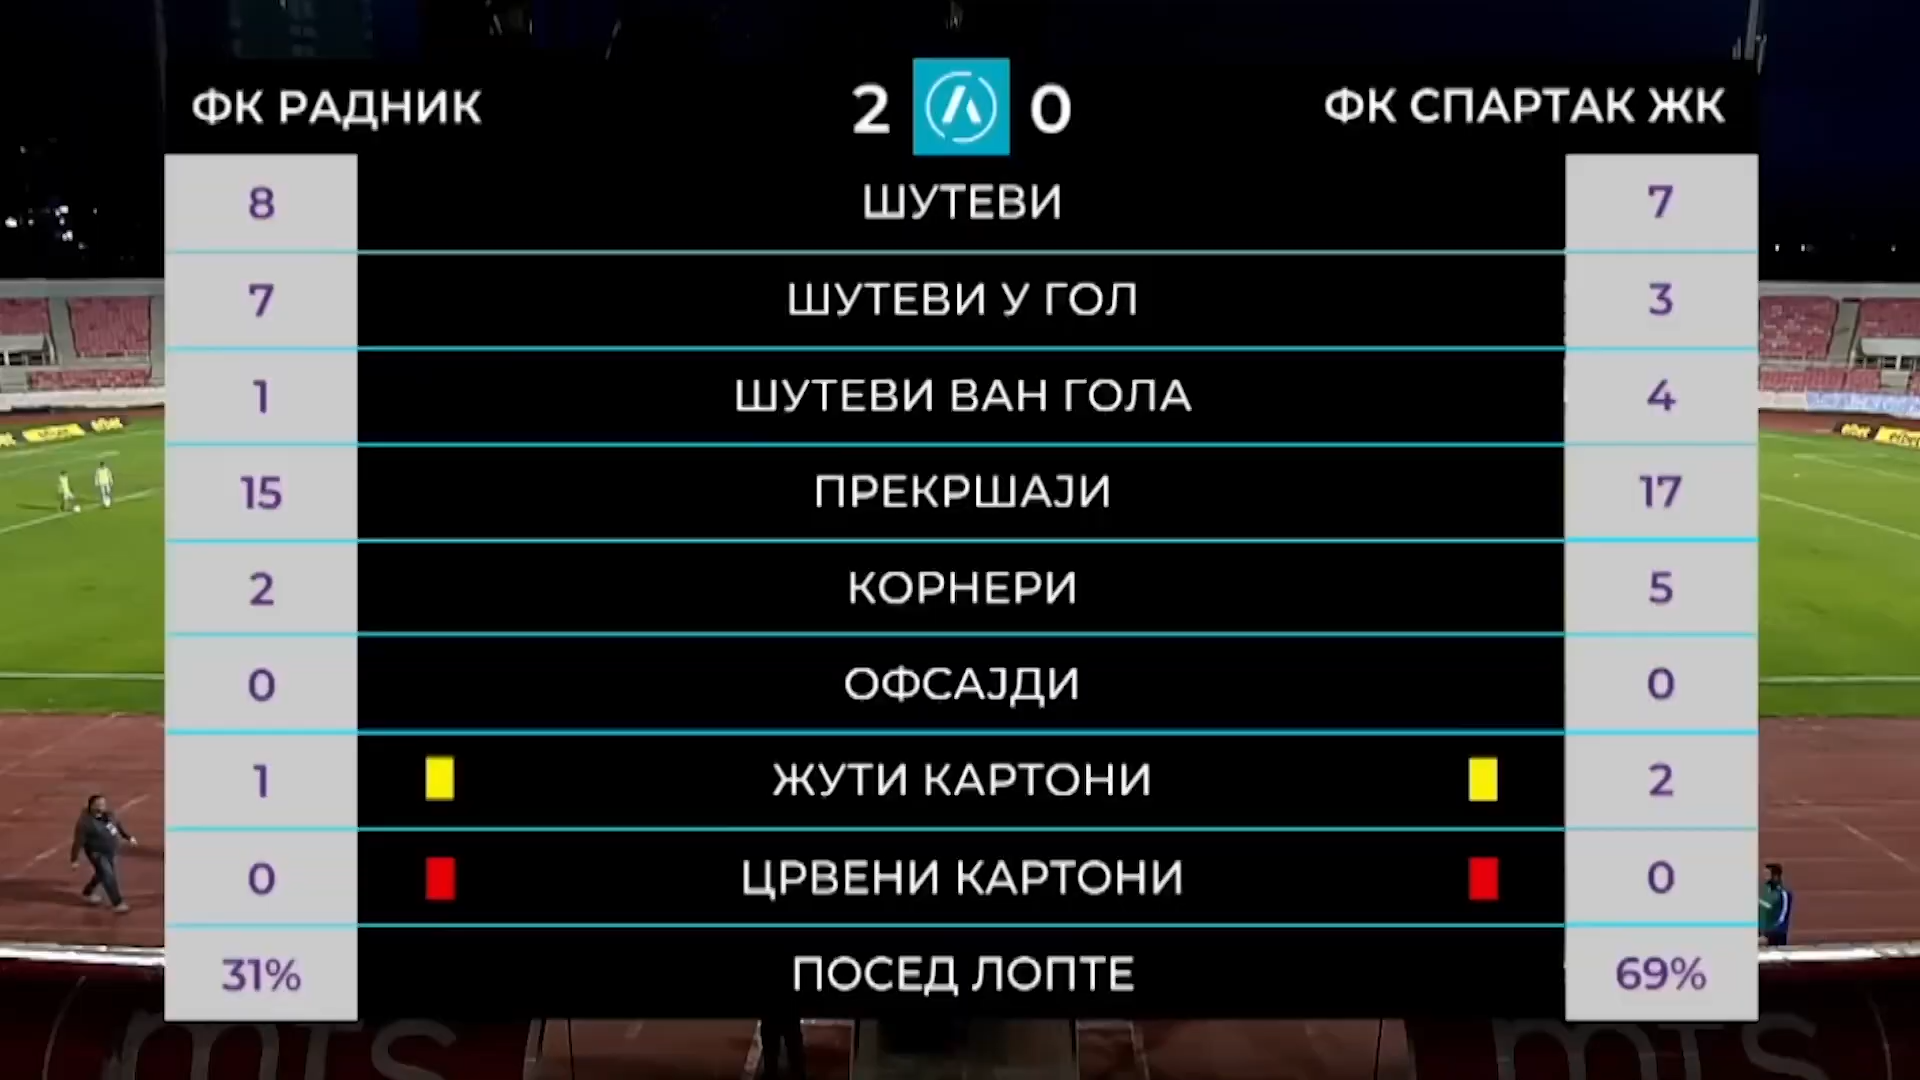 ФК РАДНИК 2 0 ФК СПАРТАК ЖК
8 ШУТЕВИ 7
7 ШУТЕВИ У ГОЛ 3
1 ШУТЕВИ ВАН ГОЛА 4
15 ПРЕКРШАЈИ 17
2 КОРНЕРИ 5
0 ОФСАЈДИ 0
1 ЖУТИ КАРТОНИ 2
0 ЦРВЕНИ КАРТОНИ 0
31% ПОСЕД ЛОПТЕ 69%
mts mts